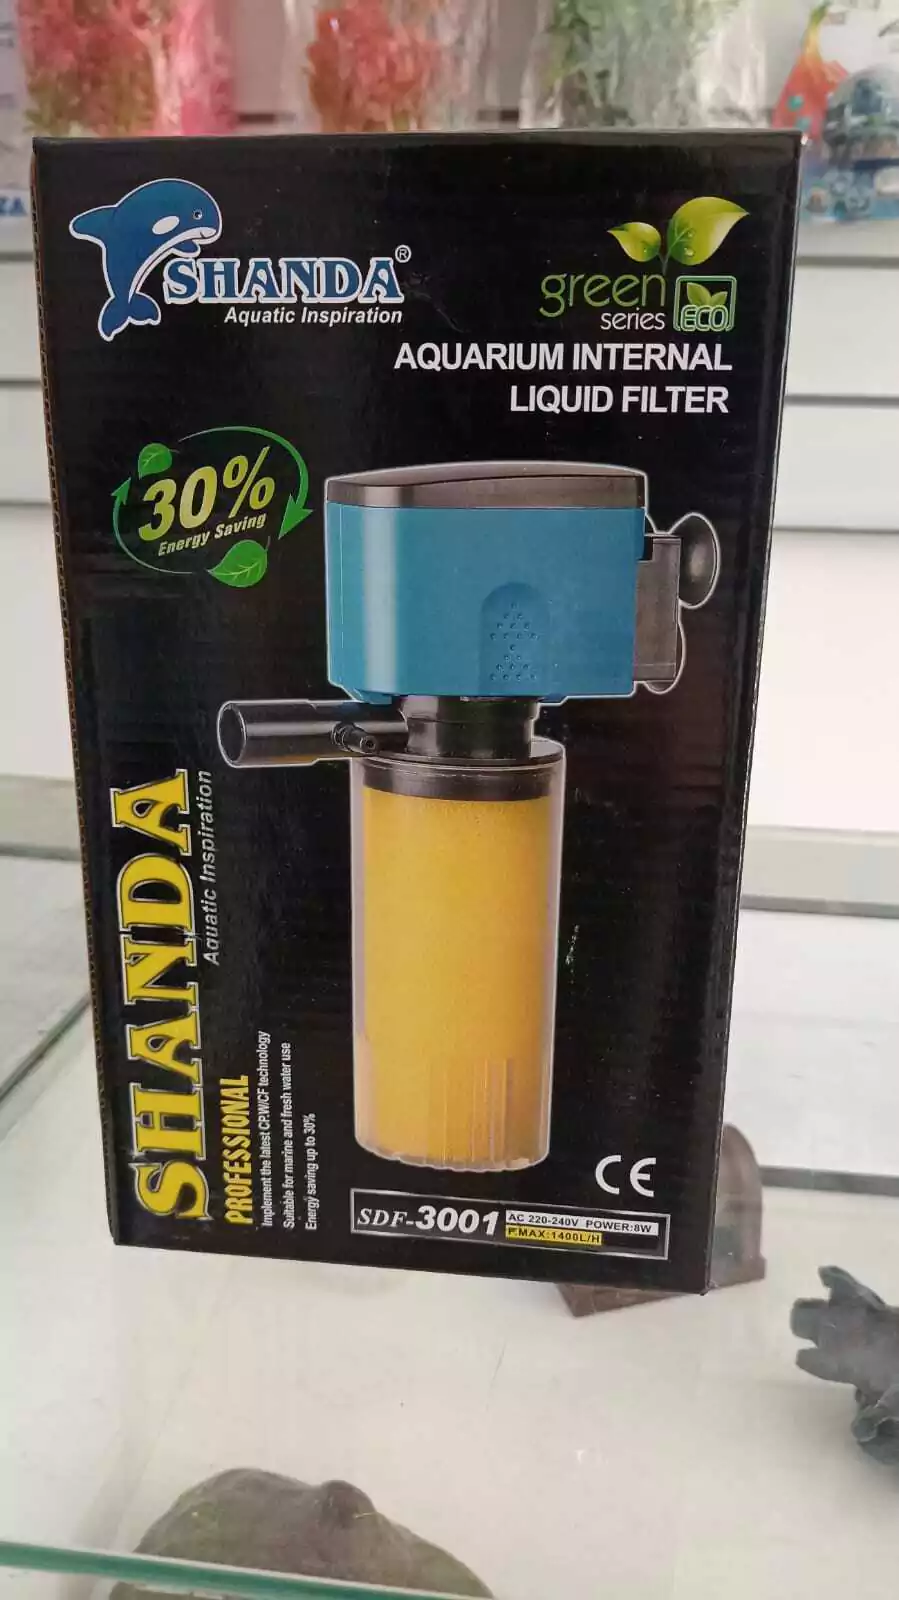 SHANDA®
Aquatic Inspiration
green
series
ECO
AQUARIUM INTERNAL
LIQUID FILTER
30%
Energy Saving
SHANDA
Aquatic Inspiration
PROFESSIONAL
Implement the latest CP.W/CF technology
Suitable for marine and fresh water use
Energy saving up to 30%
CE
SDF-3001
AC 220-240V POWER:8W
F.MAX:1400L/H
ZA